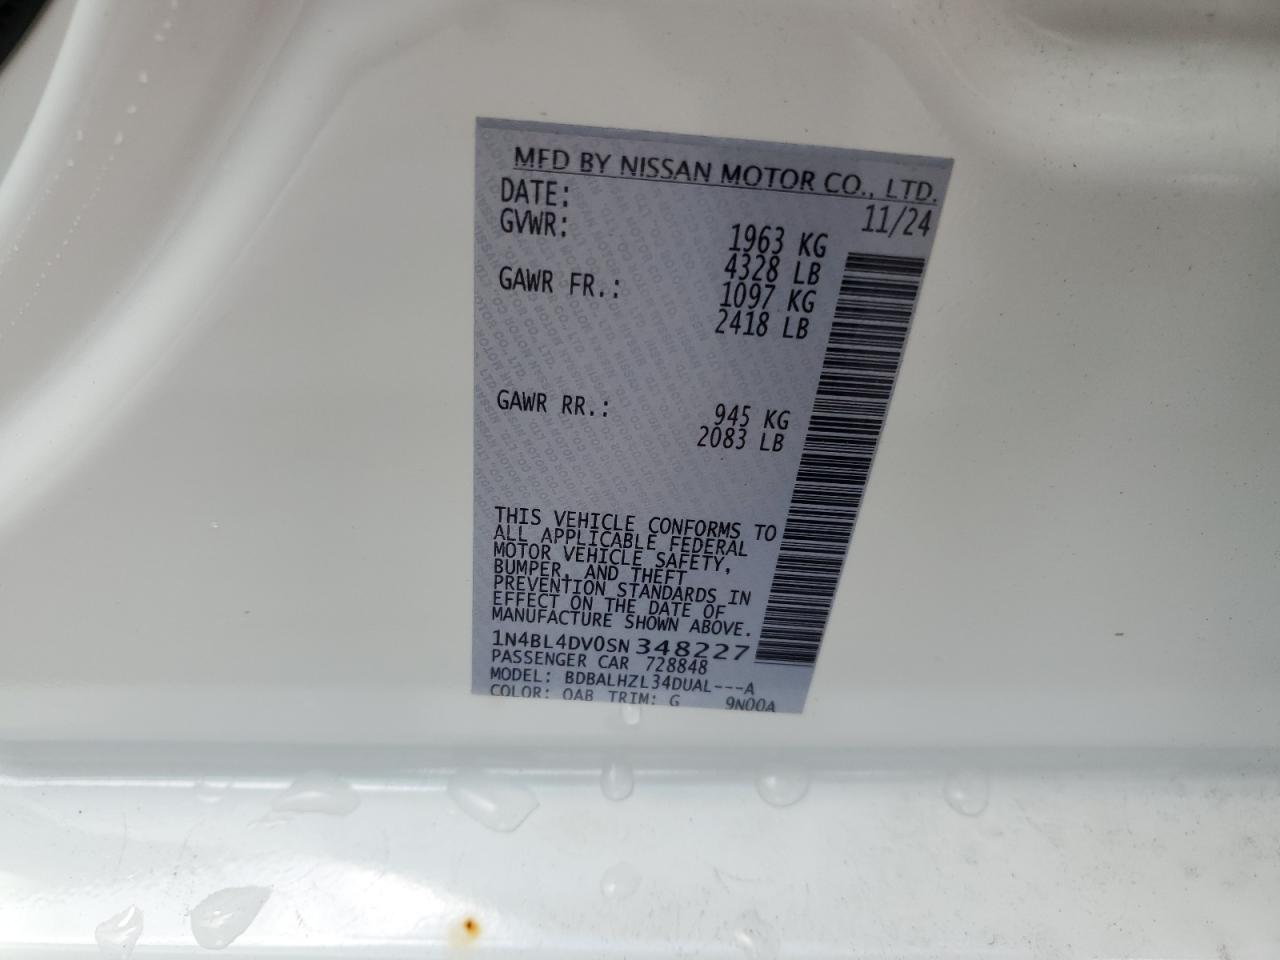 MFD BY NISSAN MOTOR CO., LTD.
DATE: 11/24
GVWR: 1963 KG
4328 LB
GAWR FR.: 1097 KG
2418 LB
GAWR RR.: 945 KG
2083 LB
THIS VEHICLE CONFORMS TO
ALL APPLICABLE FEDERAL
MOTOR VEHICLE SAFETY,
BUMPER, AND THEFT
PREVENTION STANDARDS IN
EFFECT ON THE DATE OF
MANUFACTURE SHOWN ABOVE.
1N4BL4DV0SN348227
PASSENGER CAR 728848
MODEL: BDBALHZL34DUAL---A
COLOR: QAB TRIM: G 9N00A